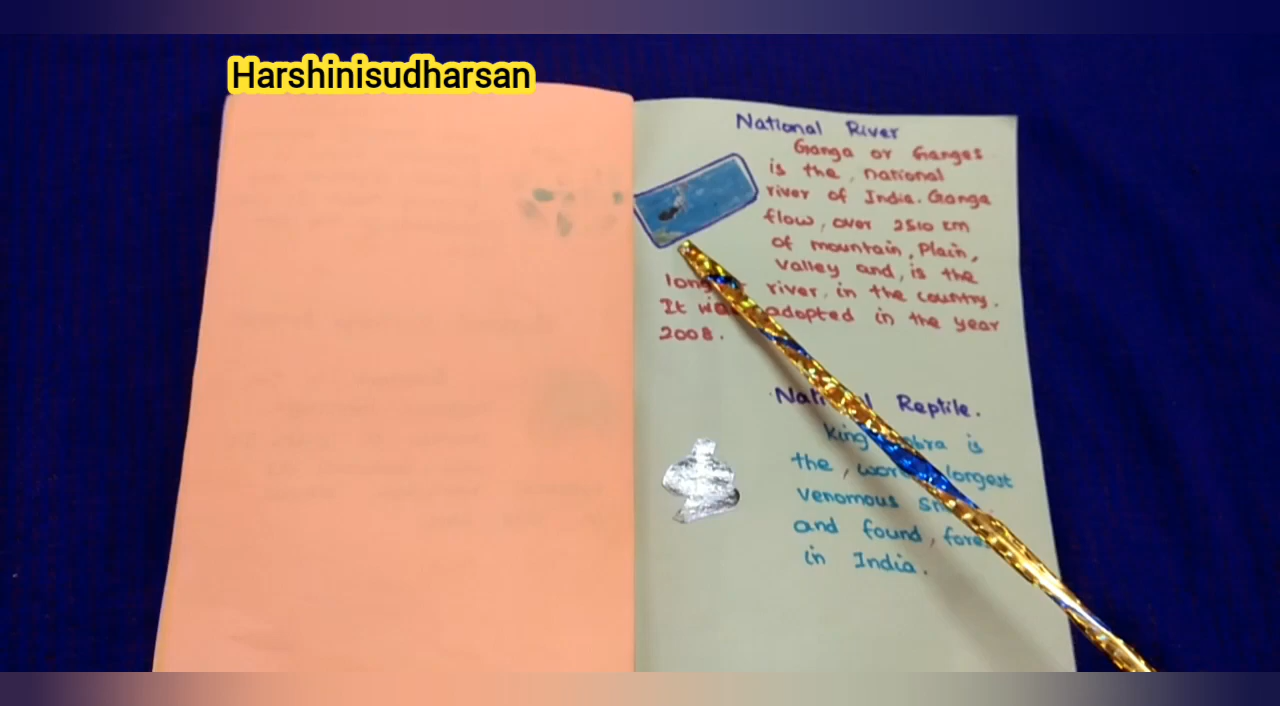 Harshinisudharsan
National River
Ganga or Ganges
is the, national
river of India. Ganga
flow, over 2510 km
of mountain, Plain,
valley and, is the
river, in the country.
It adopted in the year
2008.
Reptile.
King is
the, largest
venomous
and found,
in India.